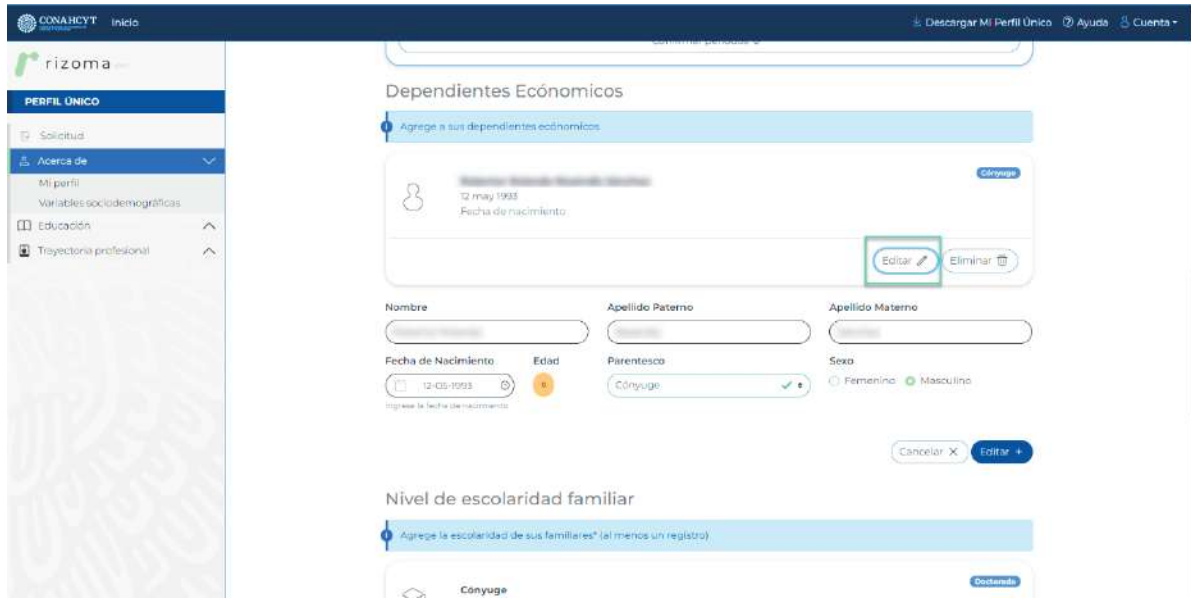 CONAHCYT Inicio
Descargar Mi Perfil Único Ayuda Cuenta
rizoma
PERFIL ÚNICO
Solicitud
Acerca de
Mi perfil
Variables sociodemográficas
Educación
Trayectoria profesional
Dependientes Ecónomicos
Agrege a sus dependientes ecónomicos
Cónyuge
12 may 1993
Fecha de nacimiento
Editar Eliminar
Nombre Apellido Paterno Apellido Materno
Fecha de Nacimiento Edad Parentesco Sexo
12-05-1993 Cónyuge Femenino Masculino
Ingrese la fecha de nacimiento
Cancelar X Editar +
Nivel de escolaridad familiar
Agrege la escolaridad de sus familiares* (al menos un registro)
Cónyuge Doctorado